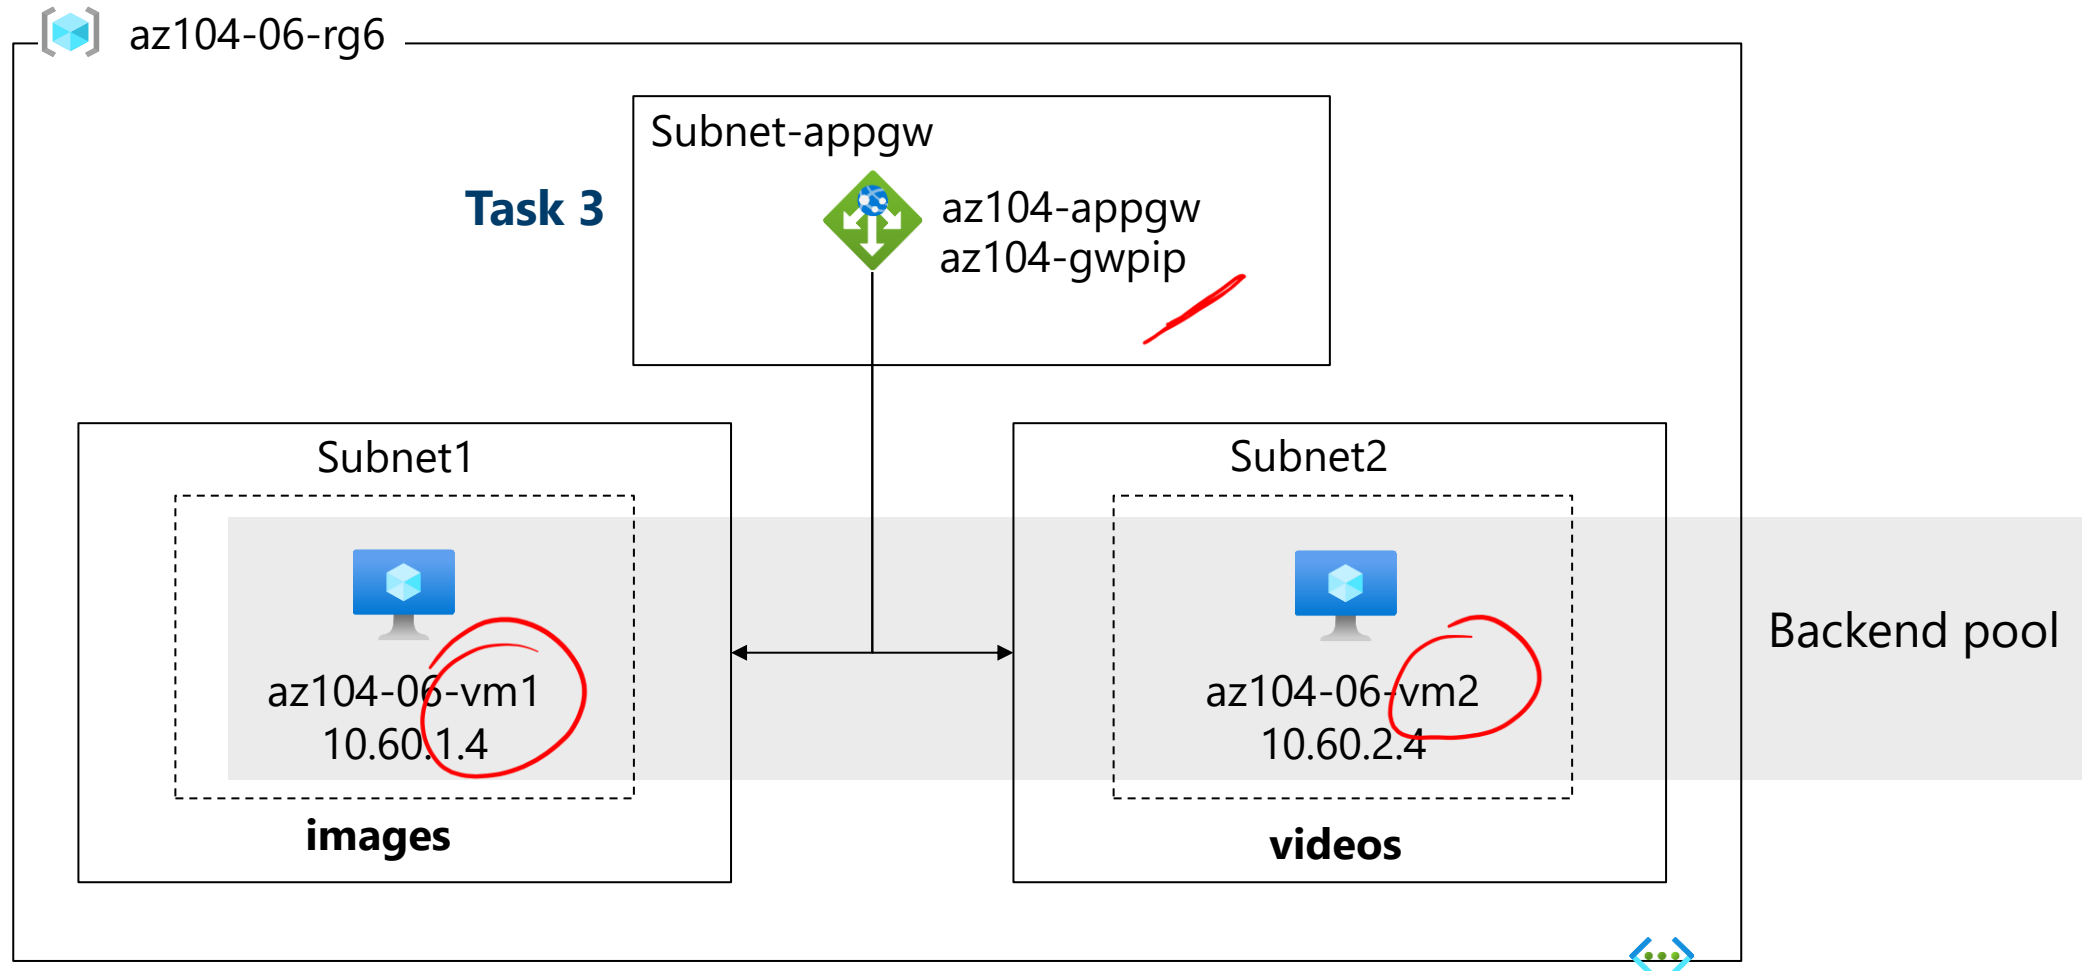 az104-06-rg6
Subnet-appgw
Task 3
az104-appgw
az104-gwpip
Subnet1
Subnet2
az104-06-vm1
10.60.1.4
az104-06-vm2
10.60.2.4
Backend pool
images
videos